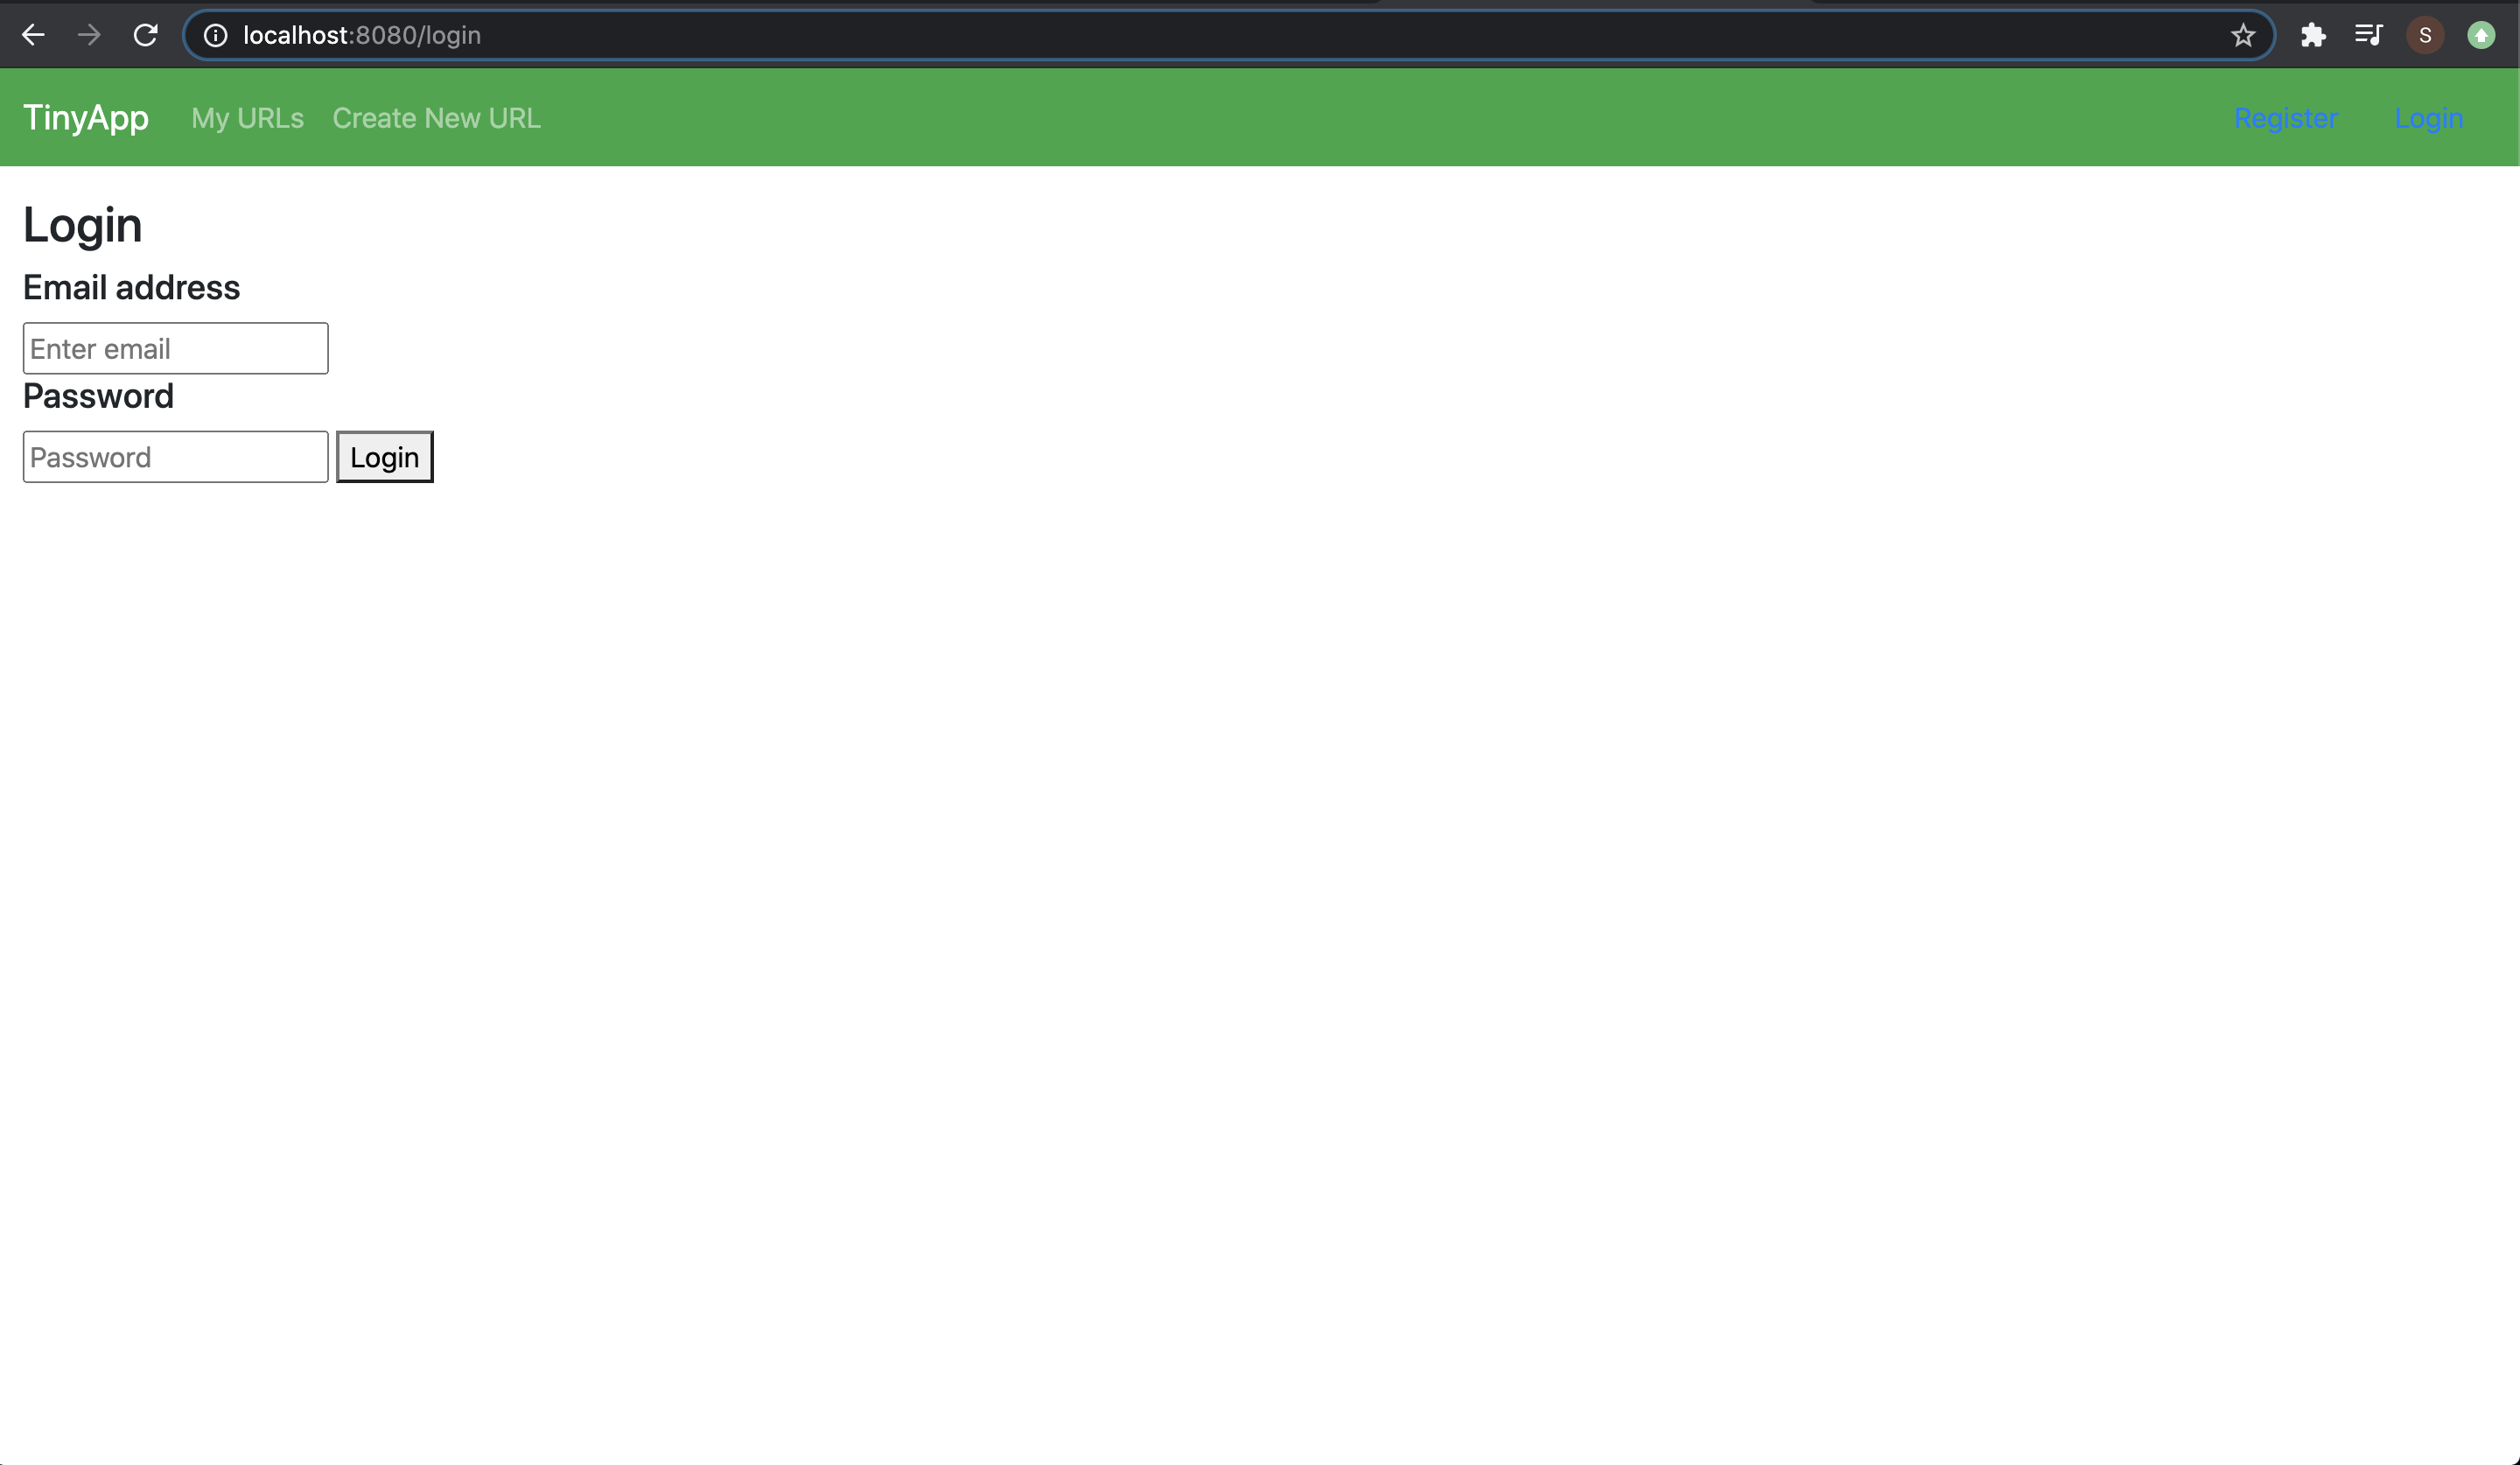 localhost:8080/login
S
TinyApp My URLs Create New URL Register Login
Login
Email address
Enter email
Password
Password Login